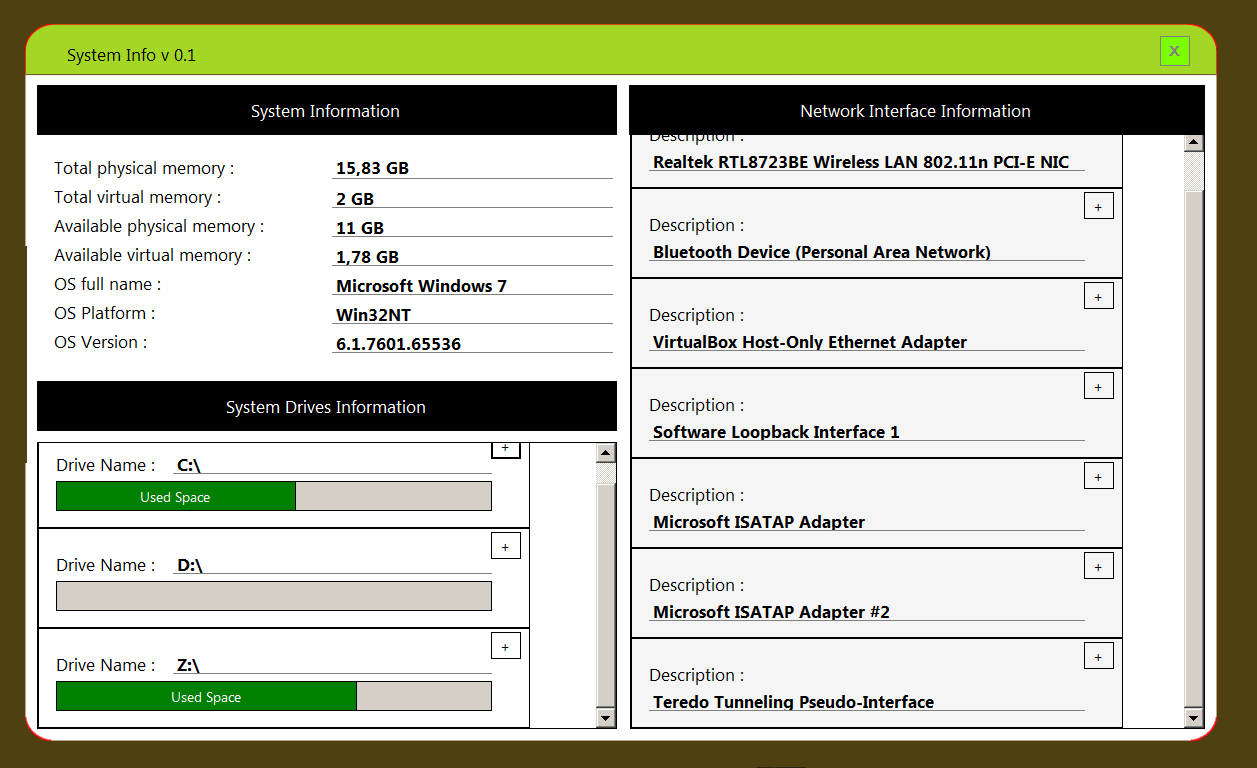 System Info v 0.1
X
System Information
Total physical memory : 15,83 GB
Total virtual memory : 2 GB
Available physical memory : 11 GB
Available virtual memory : 1,78 GB
OS full name : Microsoft Windows 7
OS Platform : Win32NT
OS Version : 6.1.7601.65536
System Drives Information
+
Drive Name : C:\
Used Space
+
Drive Name : D:\
+
Drive Name : Z:\
Used Space
Network Interface Information
Description :
Realtek RTL8723BE Wireless LAN 802.11n PCI-E NIC
+
Description :
Bluetooth Device (Personal Area Network)
+
Description :
VirtualBox Host-Only Ethernet Adapter
+
Description :
Software Loopback Interface 1
+
Description :
Microsoft ISATAP Adapter
+
Description :
Microsoft ISATAP Adapter #2
+
Description :
Teredo Tunneling Pseudo-Interface